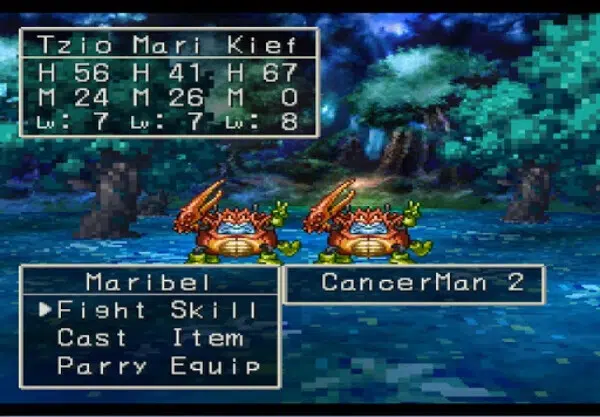 Tzio Mari Kief
H 56 H 41 H 67
M 24 M 26 M 0
Lv: 7 Lv: 7 Lv: 8
Maribel
Fight Skill
Cast Item
Parry Equip
CancerMan 2